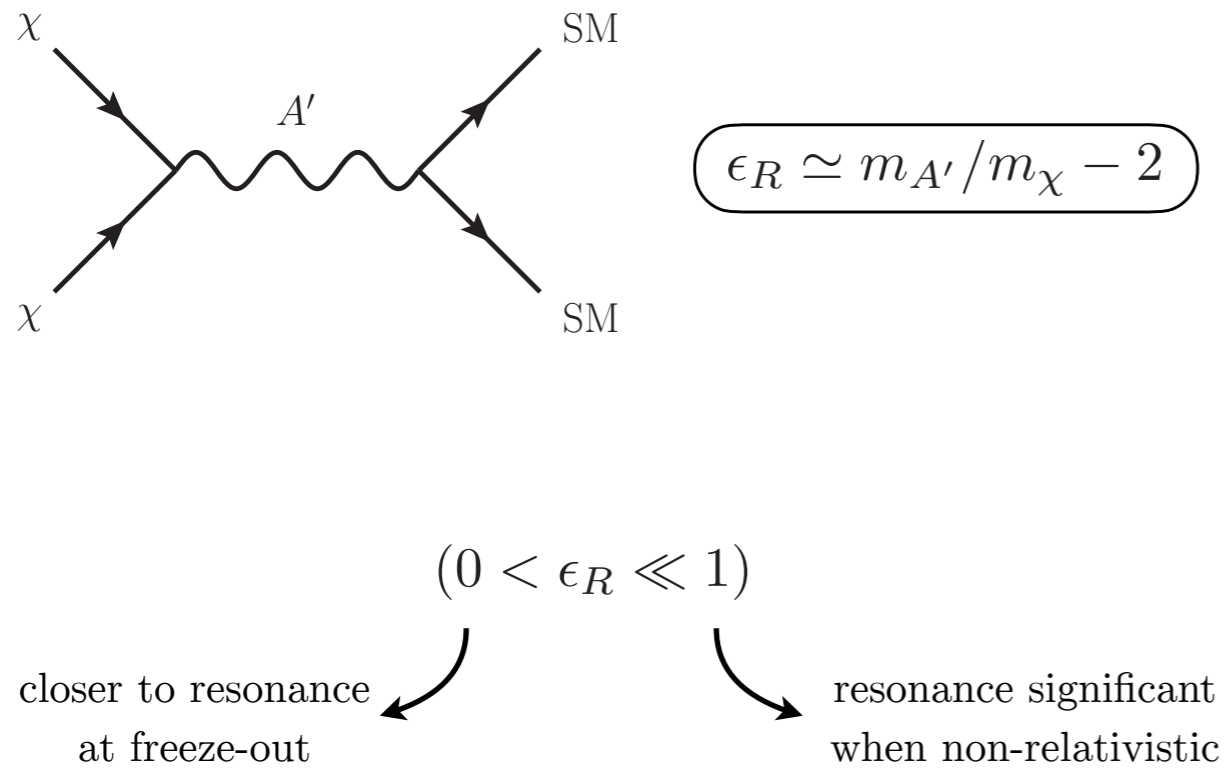 χ
SM
A′
ϵ_R ≃ m_{A′}/m_χ − 2
χ
SM
(0 < ϵ_R ≪ 1)
closer to resonance
at freeze-out
resonance significant
when non-relativistic